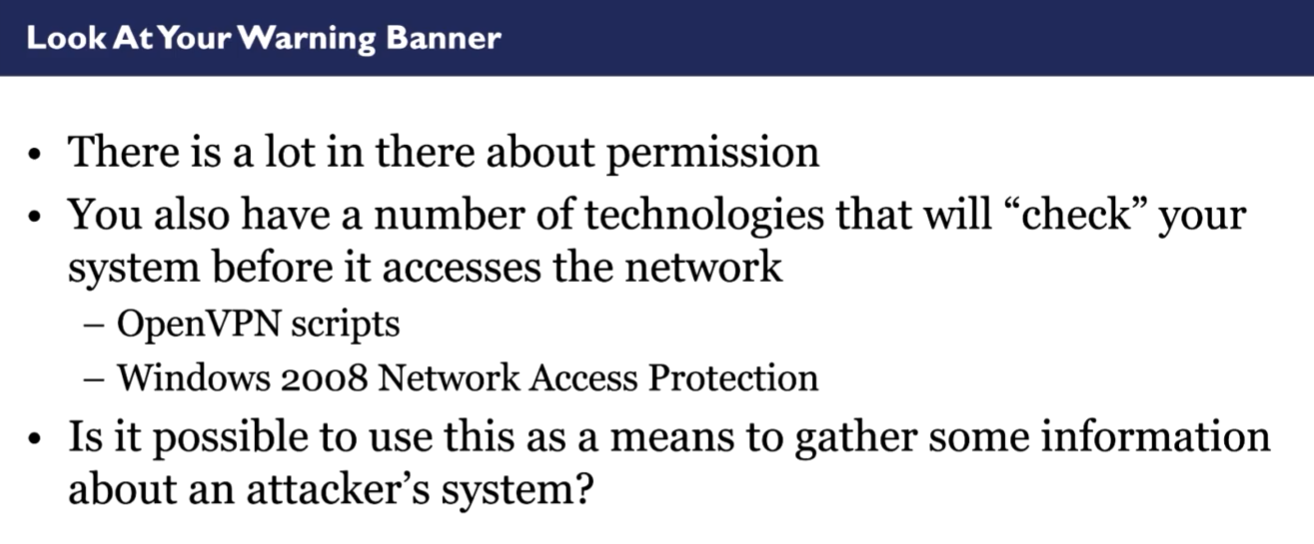 Look At Your Warning Banner
• There is a lot in there about permission
• You also have a number of technologies that will “check” your
system before it accesses the network
– OpenVPN scripts
– Windows 2008 Network Access Protection
• Is it possible to use this as a means to gather some information
about an attacker’s system?